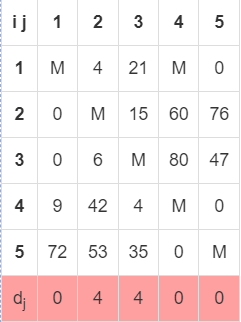 i j 1 2 3 4 5
1 M 4 21 M 0
2 0 M 15 60 76
3 0 6 M 80 47
4 9 42 4 M 0
5 72 53 35 0 M
dj 0 4 4 0 0